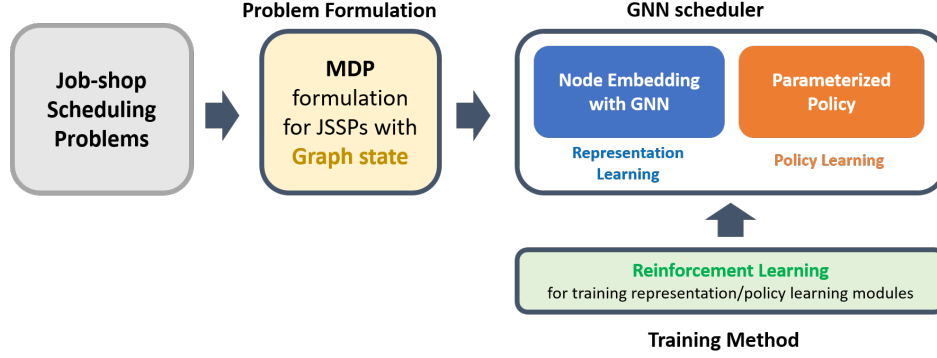 Problem Formulation
GNN scheduler
Job-shop
Scheduling
Problems
MDP
formulation
for JSSPs with
Graph state
Node Embedding
with GNN
Parameterized
Policy
Representation
Learning
Policy Learning
Reinforcement Learning
for training representation/policy learning modules
Training Method